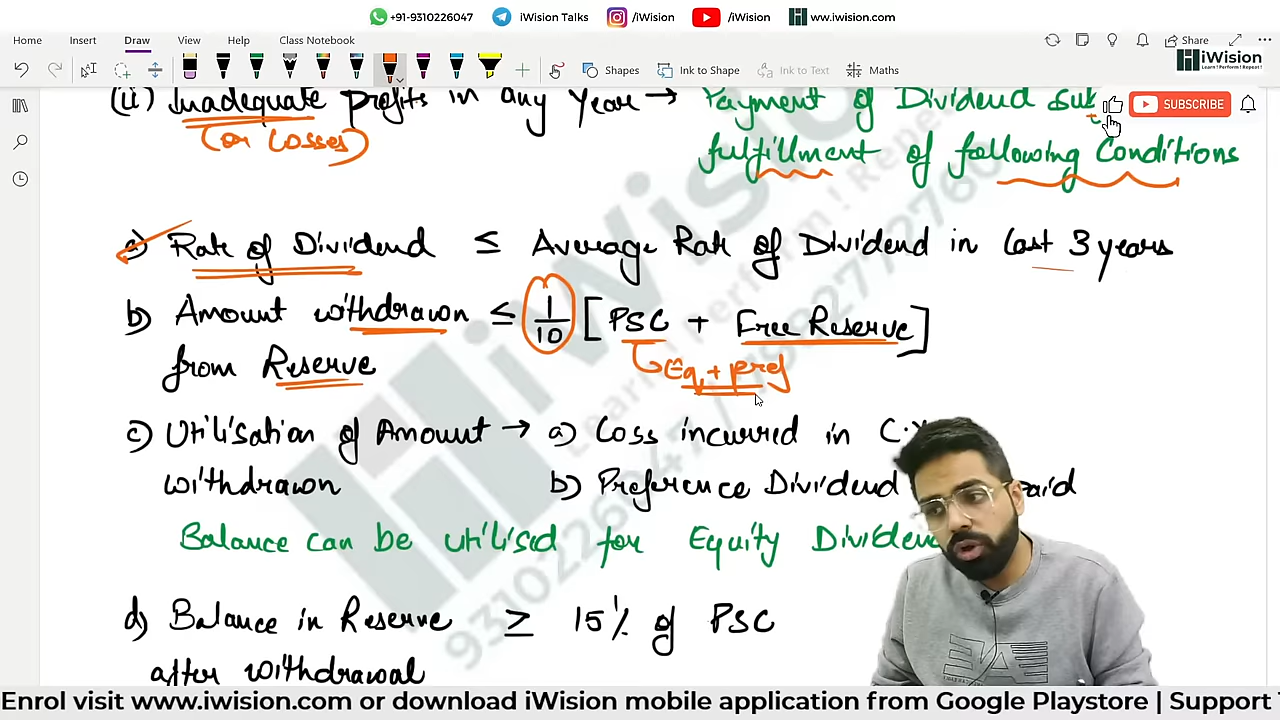 +91-9310226047 iWision Talks /iWision /iWision www.iwision.com
Home Insert Draw View Help Class Notebook Share
Shapes Ink to Shape Ink to Text Maths
HiWision
Learn ! Perform ! Repeat !
SUBSCRIBE
(ii) Inadequate profits in any Year → Payment of Dividend
(or Losses)
fulfillment of following Conditions
a) Rate of Dividend ≤ Average Rate of Dividend in last 3 years
b) Amount withdrawn ≤ 1/10 [PSC + Free Reserve]
from Reserve
Eq + pref
c) Utilisation of Amount → a) Loss incurred in C.Y
withdrawn b) Preference Dividend
Balance can be utilised for Equity Dividend
d) Balance in Reserve ≥ 15% of PSC
after withdrawal
Enrol visit www.iwision.com or download iWision mobile application from Google Playstore | Support